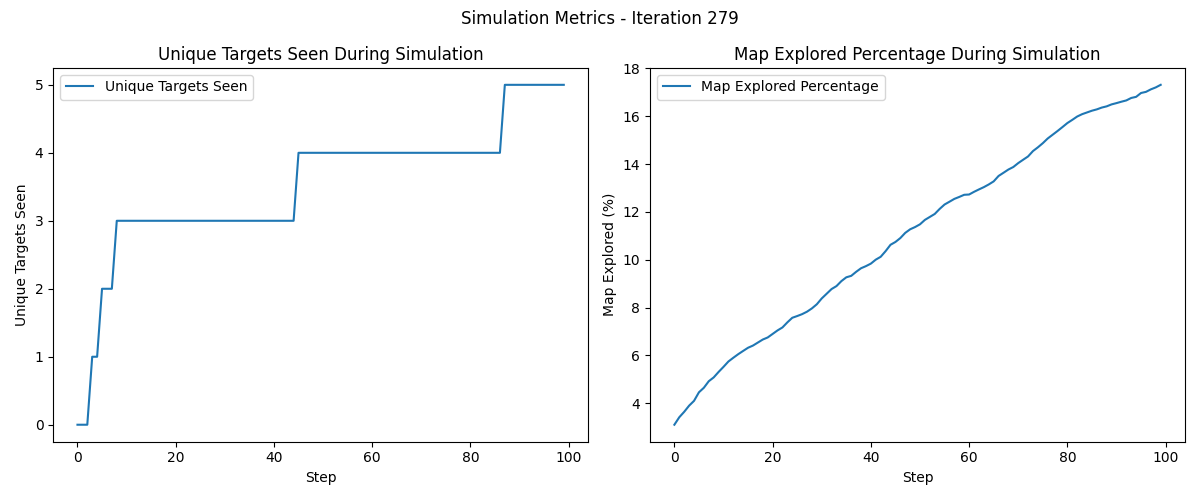 Simulation Metrics - Iteration 279
Unique Targets Seen During Simulation
Unique Targets Seen
5
4
3
2
1
0
Unique Targets Seen
0 20 40 60 80 100
Step
Map Explored Percentage During Simulation
Map Explored Percentage
18
16
14
12
10
8
6
4
Map Explored (%)
0 20 40 60 80 100
Step